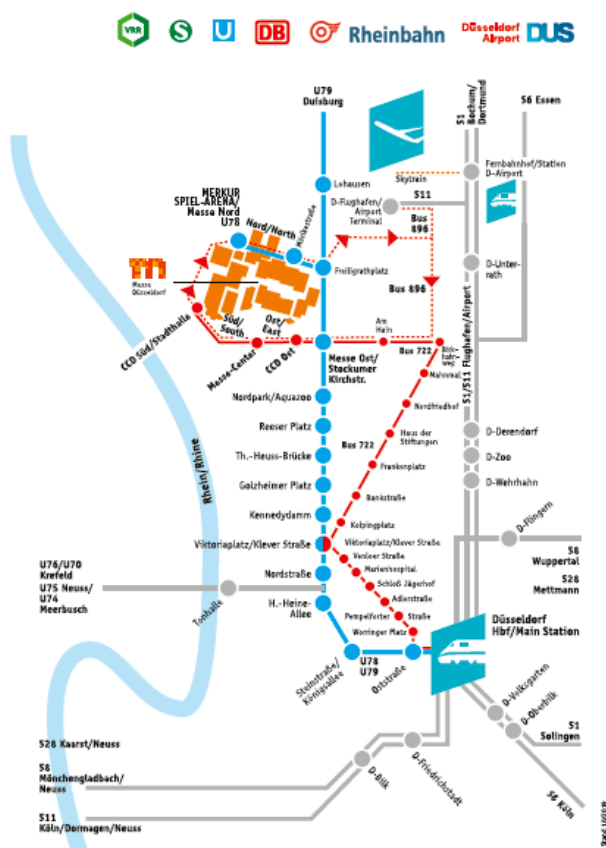 VRR
S
U
DB
Rheinbahn
Düsseldorf
Airport
DUS
U79
Duisburg
S1
Bochum/
Dortmund
S6 Essen
Lohausen
Skytrain
Fernbahnhof/Station
D-Airport
S11
D-Flughafen/
Airport
Terminal
Bus
896
MERKUR
SPIEL-ARENA/
Messe Nord
U78
Nord/North
Freiligrathplatz
D-Unter-
rath
Messe
Düsseldorf
Bus 896
Süd/
South
Ost/
East
CCD Süd/Stadthalle
Messe-Center
CCD Ost
Am
Hain
Messe Ost/
Stockumer
Kirchstr.
Bus 722
Mahnmal
S1/S11 Flughafen/Airport
Nordpark/Aquazoo
Nordfriedhof
Reeser Platz
Haus der
Stiftungen
D-Derendorf
Bus 722
Th.-Heuss-Brücke
Frankenplatz
D-Zoo
Golzheimer Platz
Bankstraße
D-Wehrhahn
Kennedydamm
Kolpingplatz
Rhein/Rhine
Viktoriaplatz/Klever Straße
Viktoriaplatz/Klever Straße
Venloer Straße
Marienhospital
D-Flingern
S8
Wuppertal
S28
Mettmann
U76/U70
Krefeld
U75 Neuss/
U74
Meerbusch
Nordstraße
Schloß Jägerhof
Adlerstraße
Tonhalle
H.-Heine-
Allee
Pempelforter Straße
Worringer Platz
Düsseldorf
Hbf/Main Station
Steinstraße/
Königsallee
U78
U79
Oststraße
D-Volksgarten
D-Oberbilk
S1
Solingen
S28 Kaarst/Neuss
S8
Mönchengladbach/
Neuss
D-Bilk
D-Friedrichstadt
S11
Köln/Dormagen/Neuss
S6 Köln